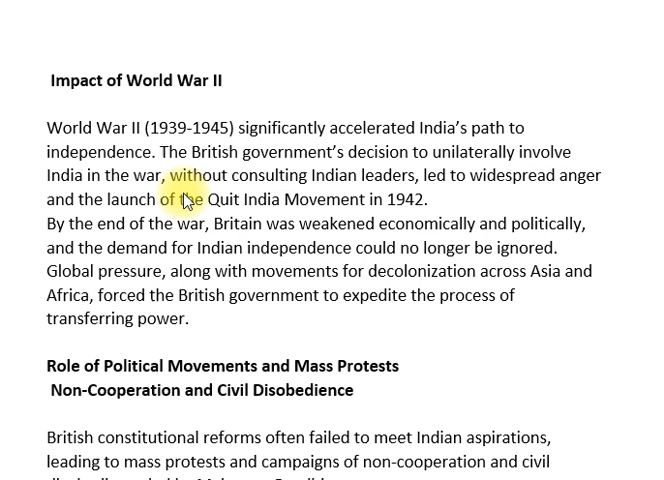 Impact of World War II
World War II (1939-1945) significantly accelerated India’s path to
independence. The British government’s decision to unilaterally involve
India in the war, without consulting Indian leaders, led to widespread anger
and the launch of the Quit India Movement in 1942.
By the end of the war, Britain was weakened economically and politically,
and the demand for Indian independence could no longer be ignored.
Global pressure, along with movements for decolonization across Asia and
Africa, forced the British government to expedite the process of
transferring power.
Role of Political Movements and Mass Protests
Non-Cooperation and Civil Disobedience
British constitutional reforms often failed to meet Indian aspirations,
leading to mass protests and campaigns of non-cooperation and civil